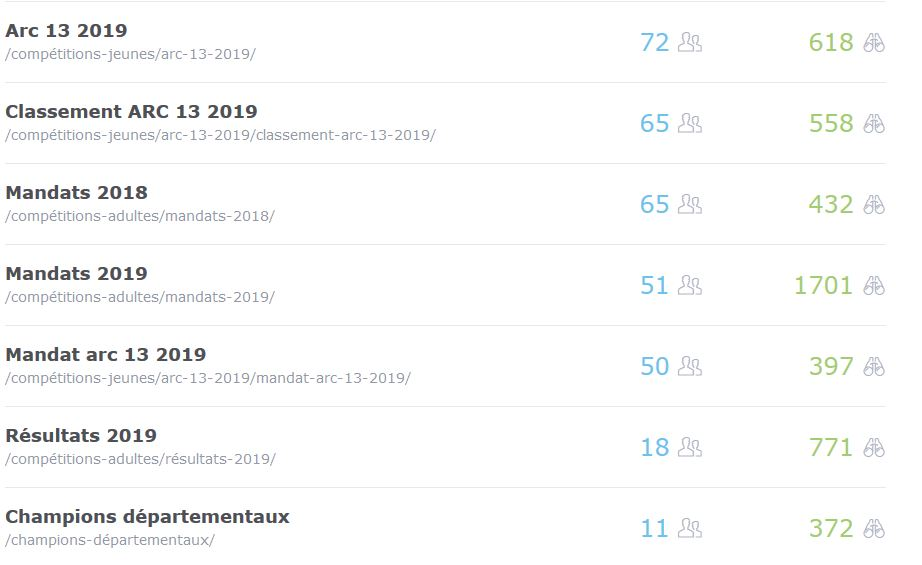 Arc 13 2019
72
618
/compétitions-jeunes/arc-13-2019/
Classement ARC 13 2019
65
558
/compétitions-jeunes/arc-13-2019/classement-arc-13-2019/
Mandats 2018
65
432
/compétitions-adultes/mandats-2018/
Mandats 2019
51
1701
/compétitions-adultes/mandats-2019/
Mandat arc 13 2019
50
397
/compétitions-jeunes/arc-13-2019/mandat-arc-13-2019/
Résultats 2019
18
771
/compétitions-adultes/résultats-2019/
Champions départementaux
11
372
/champions-départementaux/